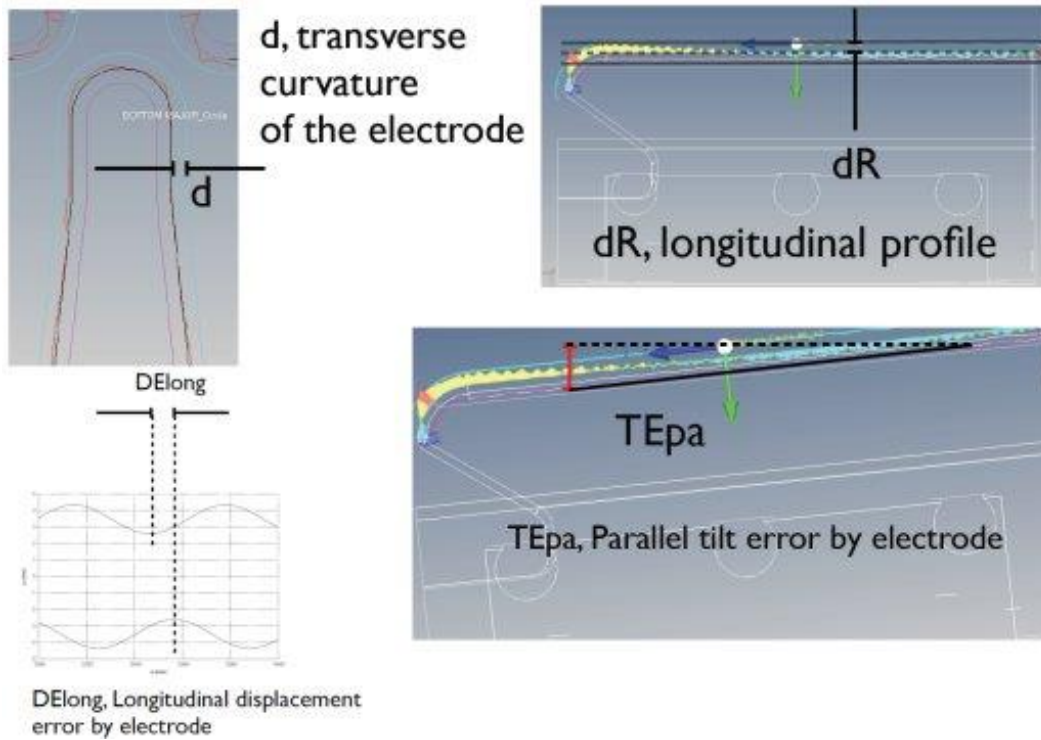 d, transverse
curvature
of the electrode
d
dR
dR, longitudinal profile
DElong
TEpa
TEpa, Parallel tilt error by electrode
DElong, Longitudinal displacement
error by electrode